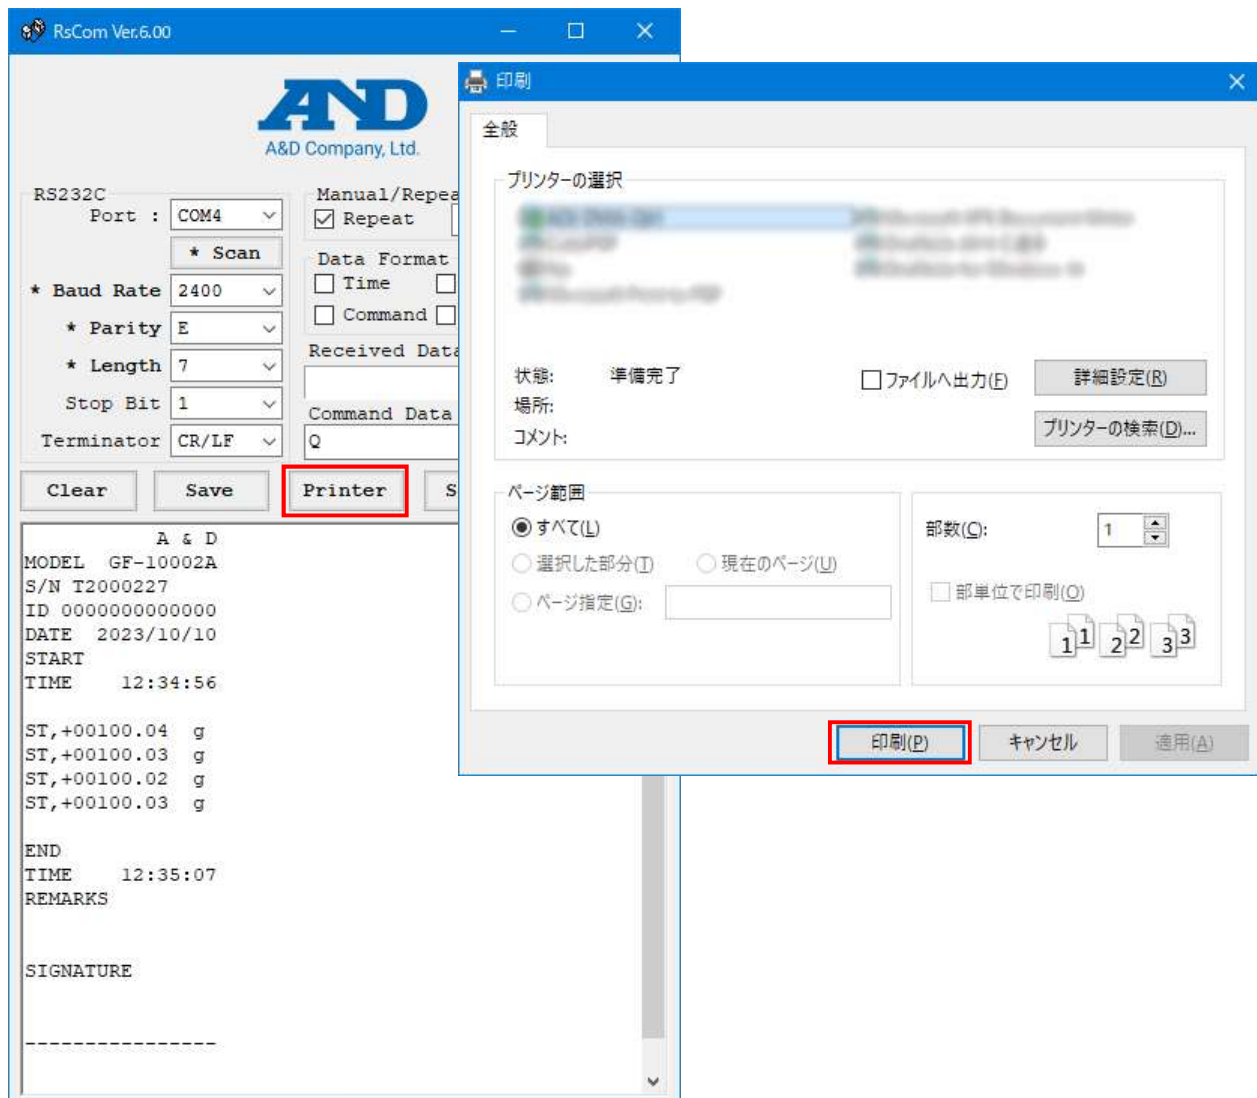 RsCom Ver.6.00
AND
A&D Company, Ltd.
RS232C
Port : COM4
* Scan
* Baud Rate 2400
* Parity E
* Length 7
Stop Bit 1
Terminator CR/LF
Manual/Repea
Repeat
Data Format
Time
Command
Received Data
Command Data
Q
Clear Save Printer S
A & D
MODEL GF-10002A
S/N T2000227
ID 0000000000000
DATE 2023/10/10
START
TIME 12:34:56
ST,+00100.04 g
ST,+00100.03 g
ST,+00100.02 g
ST,+00100.03 g
END
TIME 12:35:07
REMARKS
SIGNATURE
----------------
印刷
全般
プリンターの選択
状態: 準備完了
場所:
コメント:
ファイルへ出力(F)
詳細設定(R)
プリンターの検索(D)...
ページ範囲
すべて(L)
選択した部分(T) 現在のページ(U)
ページ指定(G):
部数(C): 1
部単位で印刷(O)
11 22 33
印刷(P) キャンセル 適用(A)